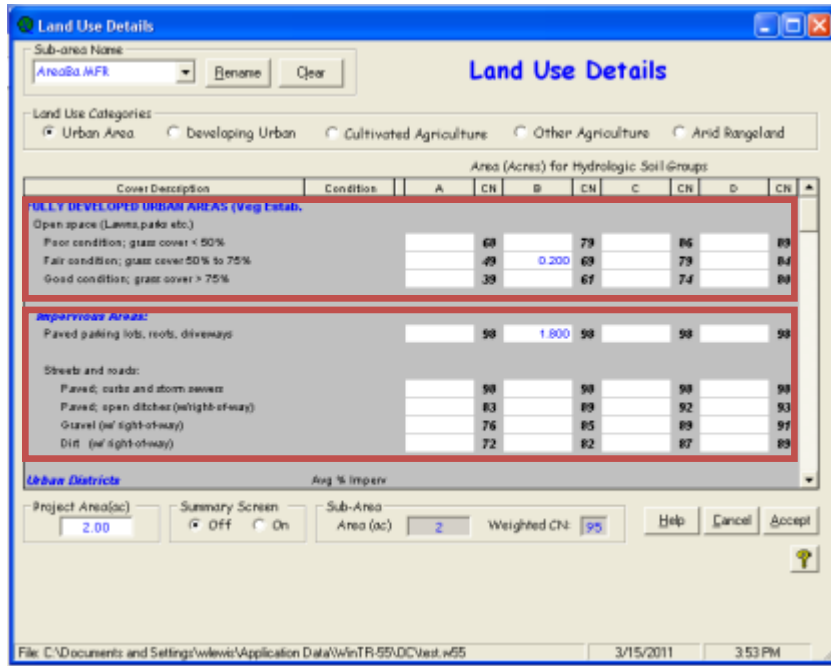 Land Use Details
Sub-area Name
Rename Clear
Land Use Details
Land Use Categories
Urban Area Developing Urban Cultivated Agriculture Other Agriculture Arid Rangeland
Area (Acres) for Hydrologic Soil Groups
Cover Description Condition A CN B CN C CN D CN
FULLY DEVELOPED URBAN AREAS (Veg Estab.
Open space (Lawns,parks etc.)
Poor condition; grass cover < 50% 68 79 86 89
Fair condition; grass cover 50% to 75% 49 0.200 69 79 84
Good condition; grass cover > 75% 39 61 74 80
Impervious Areas:
Paved parking lots, roofs, driveways 98 1.800 98 98 98
Streets and roads:
Paved; curbs and storm sewers 98 98 98 98
Paved; open ditches (w/right-of-way) 83 89 92 93
Gravel (w/ right-of-way) 76 85 89 91
Dirt (w/ right-of-way) 72 82 87 89
Urban Districts Avg % Imperv
Project Area(ac) Summary Screen Sub-Area
2.00 Off On Area (ac) 2 Weighted CN: 95 Help Cancel Accept
File: C:\Documents and Settings\wlewis\Application Data\WinTR-55\DC\test.w55 3/15/2011 3:53 PM